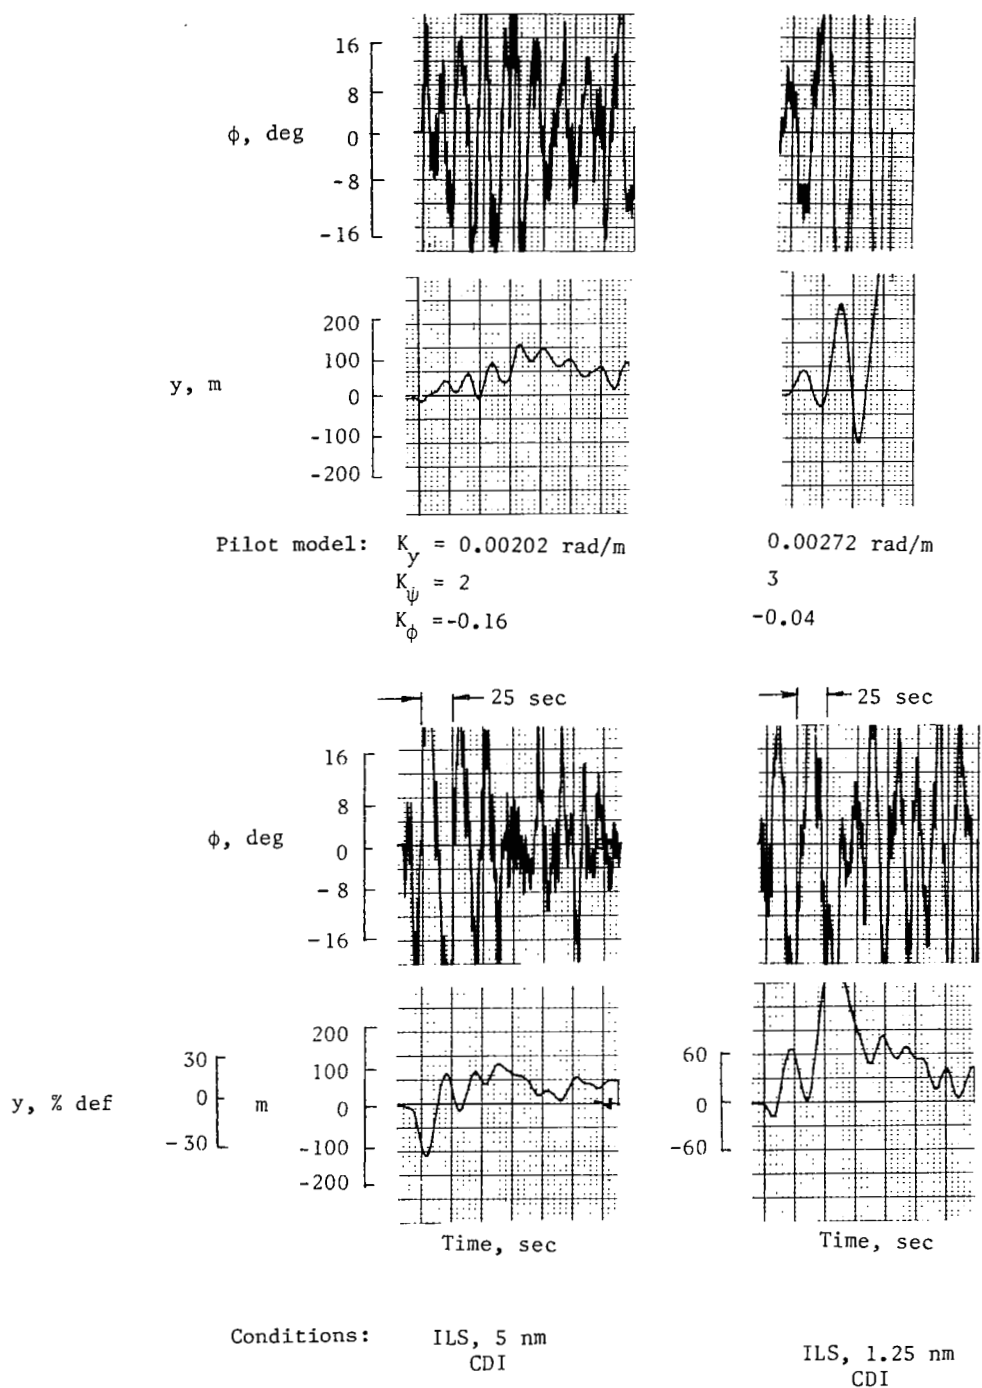 16
8
ϕ, deg
0
-8
-16
200
100
y, m
0
-100
-200
Pilot model: K_y = 0.00202 rad/m 0.00272 rad/m
K_ψ̇ = 2 3
K_ϕ =-0.16 -0.04
25 sec 25 sec
16
8
ϕ, deg
0
-8
-16
200
30 100 60
y, % def 0 m 0 0
-30 -100 -60
-200
Time, sec Time, sec
Conditions: ILS, 5 nm ILS, 1.25 nm
CDI CDI